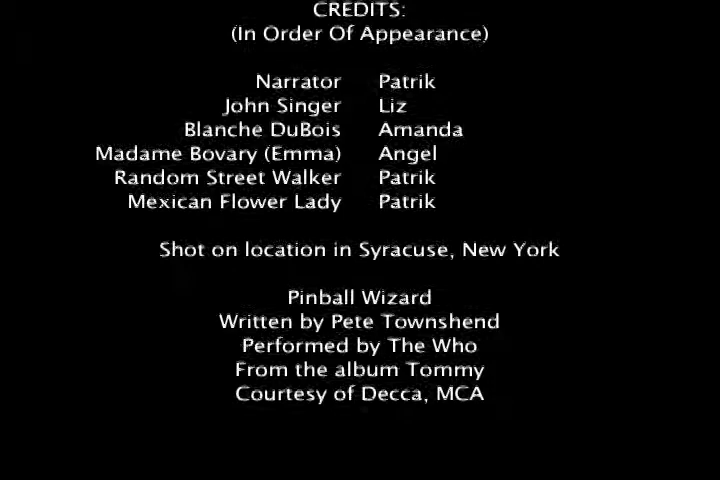 CREDITS:
(In Order Of Appearance)
Narrator Patrik
John Singer Liz
Blanche DuBois Amanda
Madame Bovary (Emma) Angel
Random Street Walker Patrik
Mexican Flower Lady Patrik
Shot on location in Syracuse, New York
Pinball Wizard
Written by Pete Townshend
Performed by The Who
From the album Tommy
Courtesy of Decca, MCA